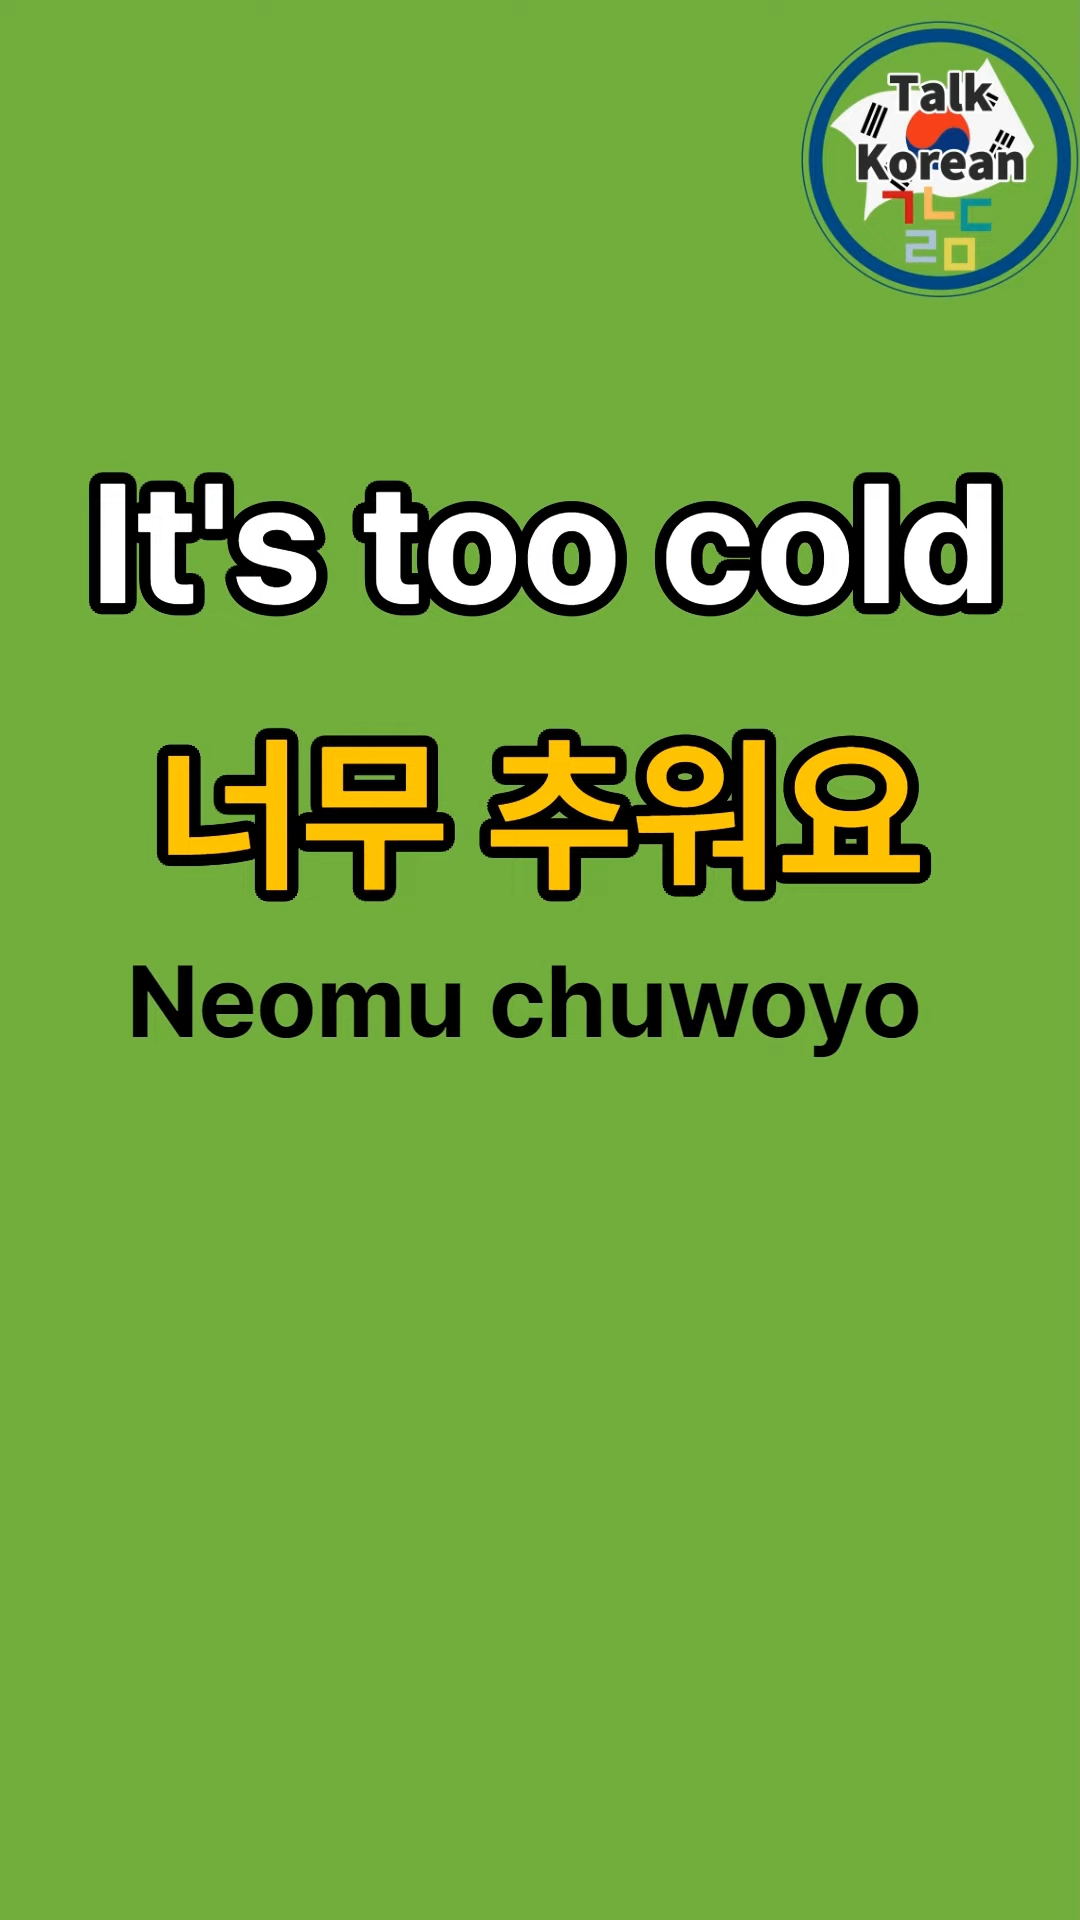 Talk
Korean
ㄱㄴㄷ
ㄹㅁ
It's too cold
너무 추워요
Neomu chuwoyo